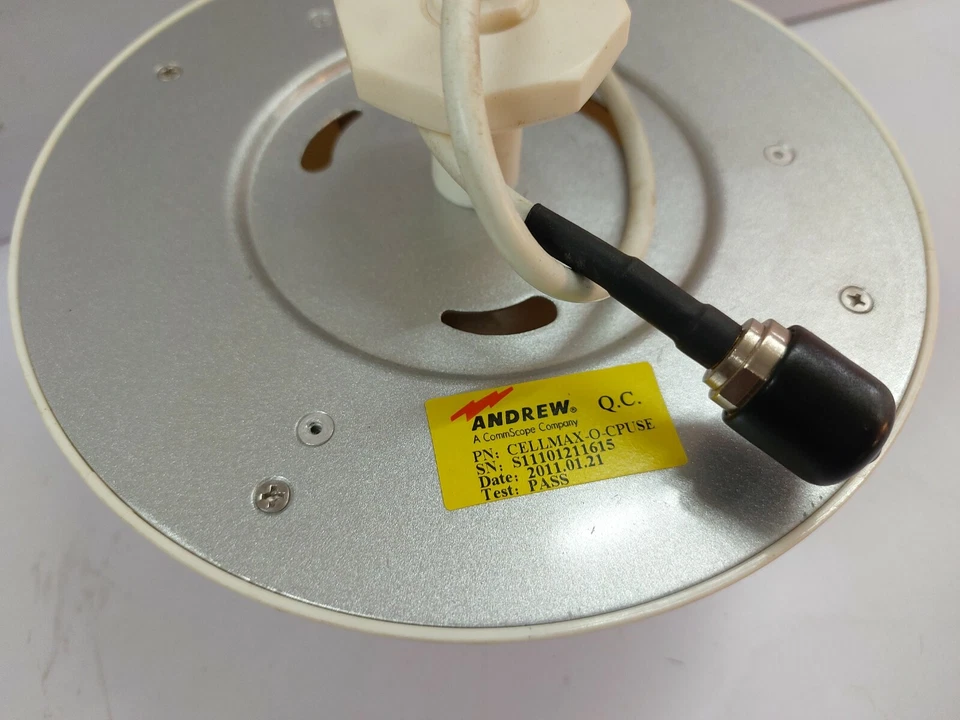 ANDREW® Q.C.
A CommScope Company
PN: CELLMAX-O-CPUSE
SN: S11101211615
Date: 2011.01.21
Test: PASS